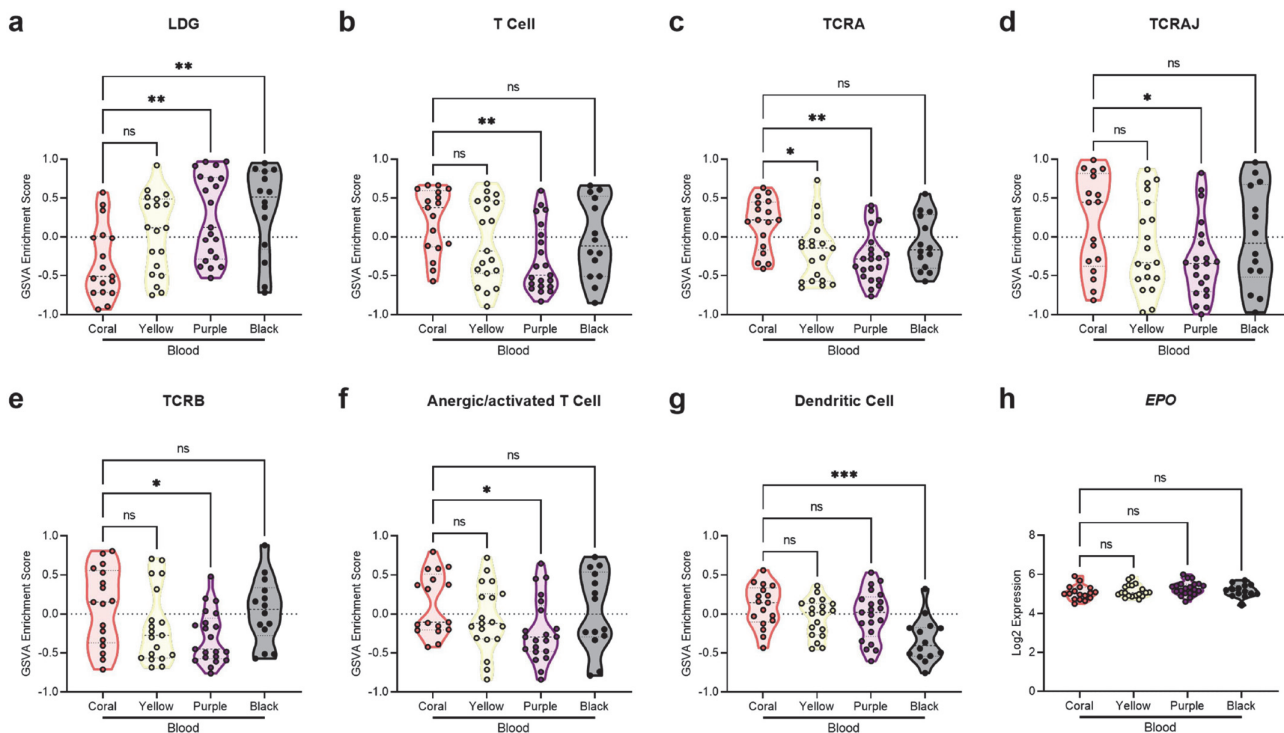 a LDG
** 
** 
ns
GSVA Enrichment Score
1.0
0.5
0.0
-0.5
-1.0
Coral Yellow Purple Black
Blood
b T Cell
ns
**
ns
GSVA Enrichment Score
1.0
0.5
0.0
-0.5
-1.0
Coral Yellow Purple Black
Blood
c TCRA
ns
**
*
GSVA Enrichment Score
1.0
0.5
0.0
-0.5
-1.0
Coral Yellow Purple Black
Blood
d TCRAJ
ns
*
ns
GSVA Enrichment Score
1.0
0.5
0.0
-0.5
-1.0
Coral Yellow Purple Black
Blood
e TCRB
ns
*
ns
GSVA Enrichment Score
1.0
0.5
0.0
-0.5
-1.0
Coral Yellow Purple Black
Blood
f Anergic/activated T Cell
ns
*
ns
GSVA Enrichment Score
1.0
0.5
0.0
-0.5
-1.0
Coral Yellow Purple Black
Blood
g Dendritic Cell
***
ns
ns
GSVA Enrichment Score
1.0
0.5
0.0
-0.5
-1.0
Coral Yellow Purple Black
Blood
h EPO
ns
ns
ns
Log2 Expression
8
6
4
2
0
Coral Yellow Purple Black
Blood